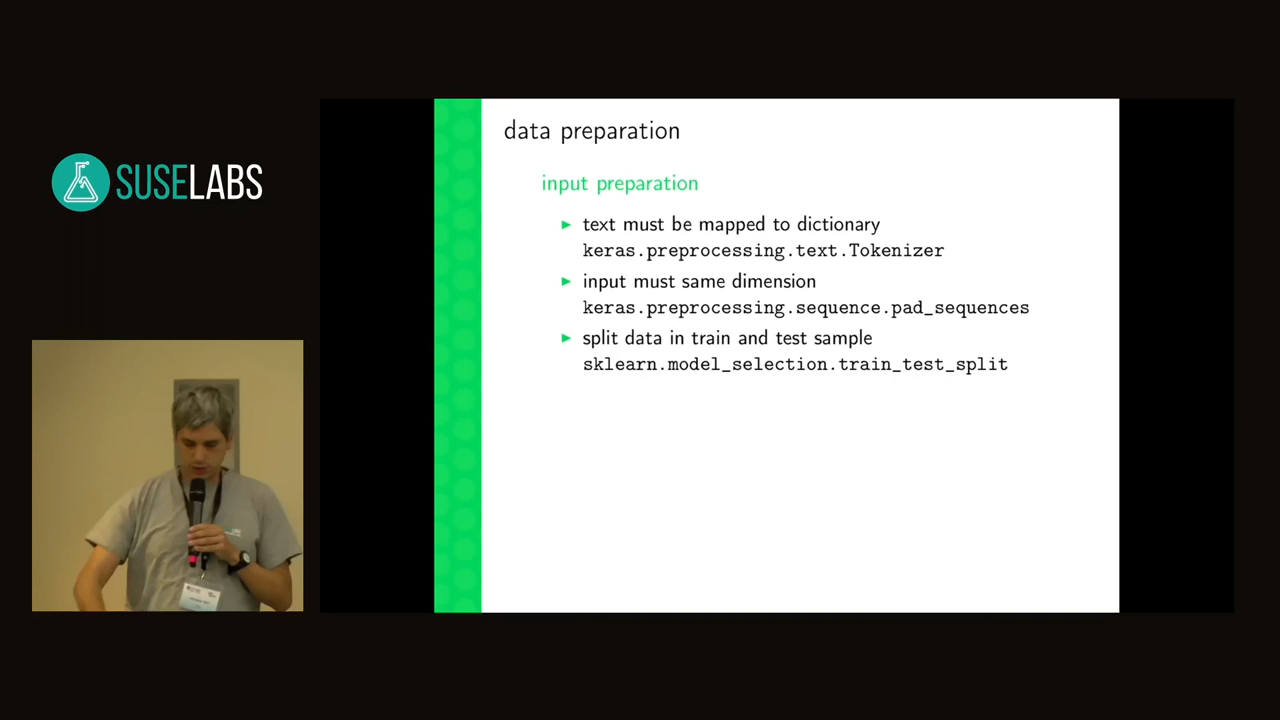 SUSELABS
data preparation
input preparation
text must be mapped to dictionary
keras.preprocessing.text.Tokenizer
input must same dimension
keras.preprocessing.sequence.pad_sequences
split data in train and test sample
sklearn.model_selection.train_test_split